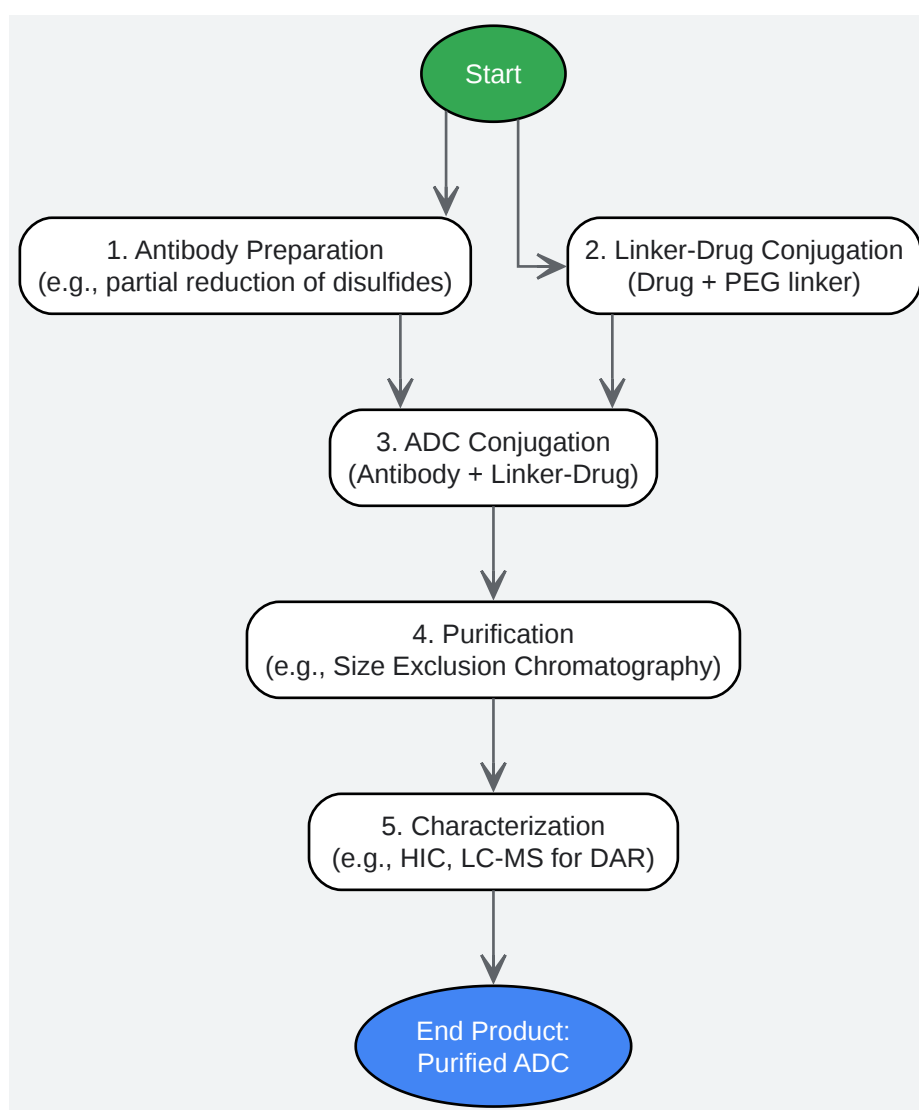 Start
1. Antibody Preparation
(e.g., partial reduction of disulfides)
2. Linker-Drug Conjugation
(Drug + PEG linker)
3. ADC Conjugation
(Antibody + Linker-Drug)
4. Purification
(e.g., Size Exclusion Chromatography)
5. Characterization
(e.g., HIC, LC-MS for DAR)
End Product:
Purified ADC